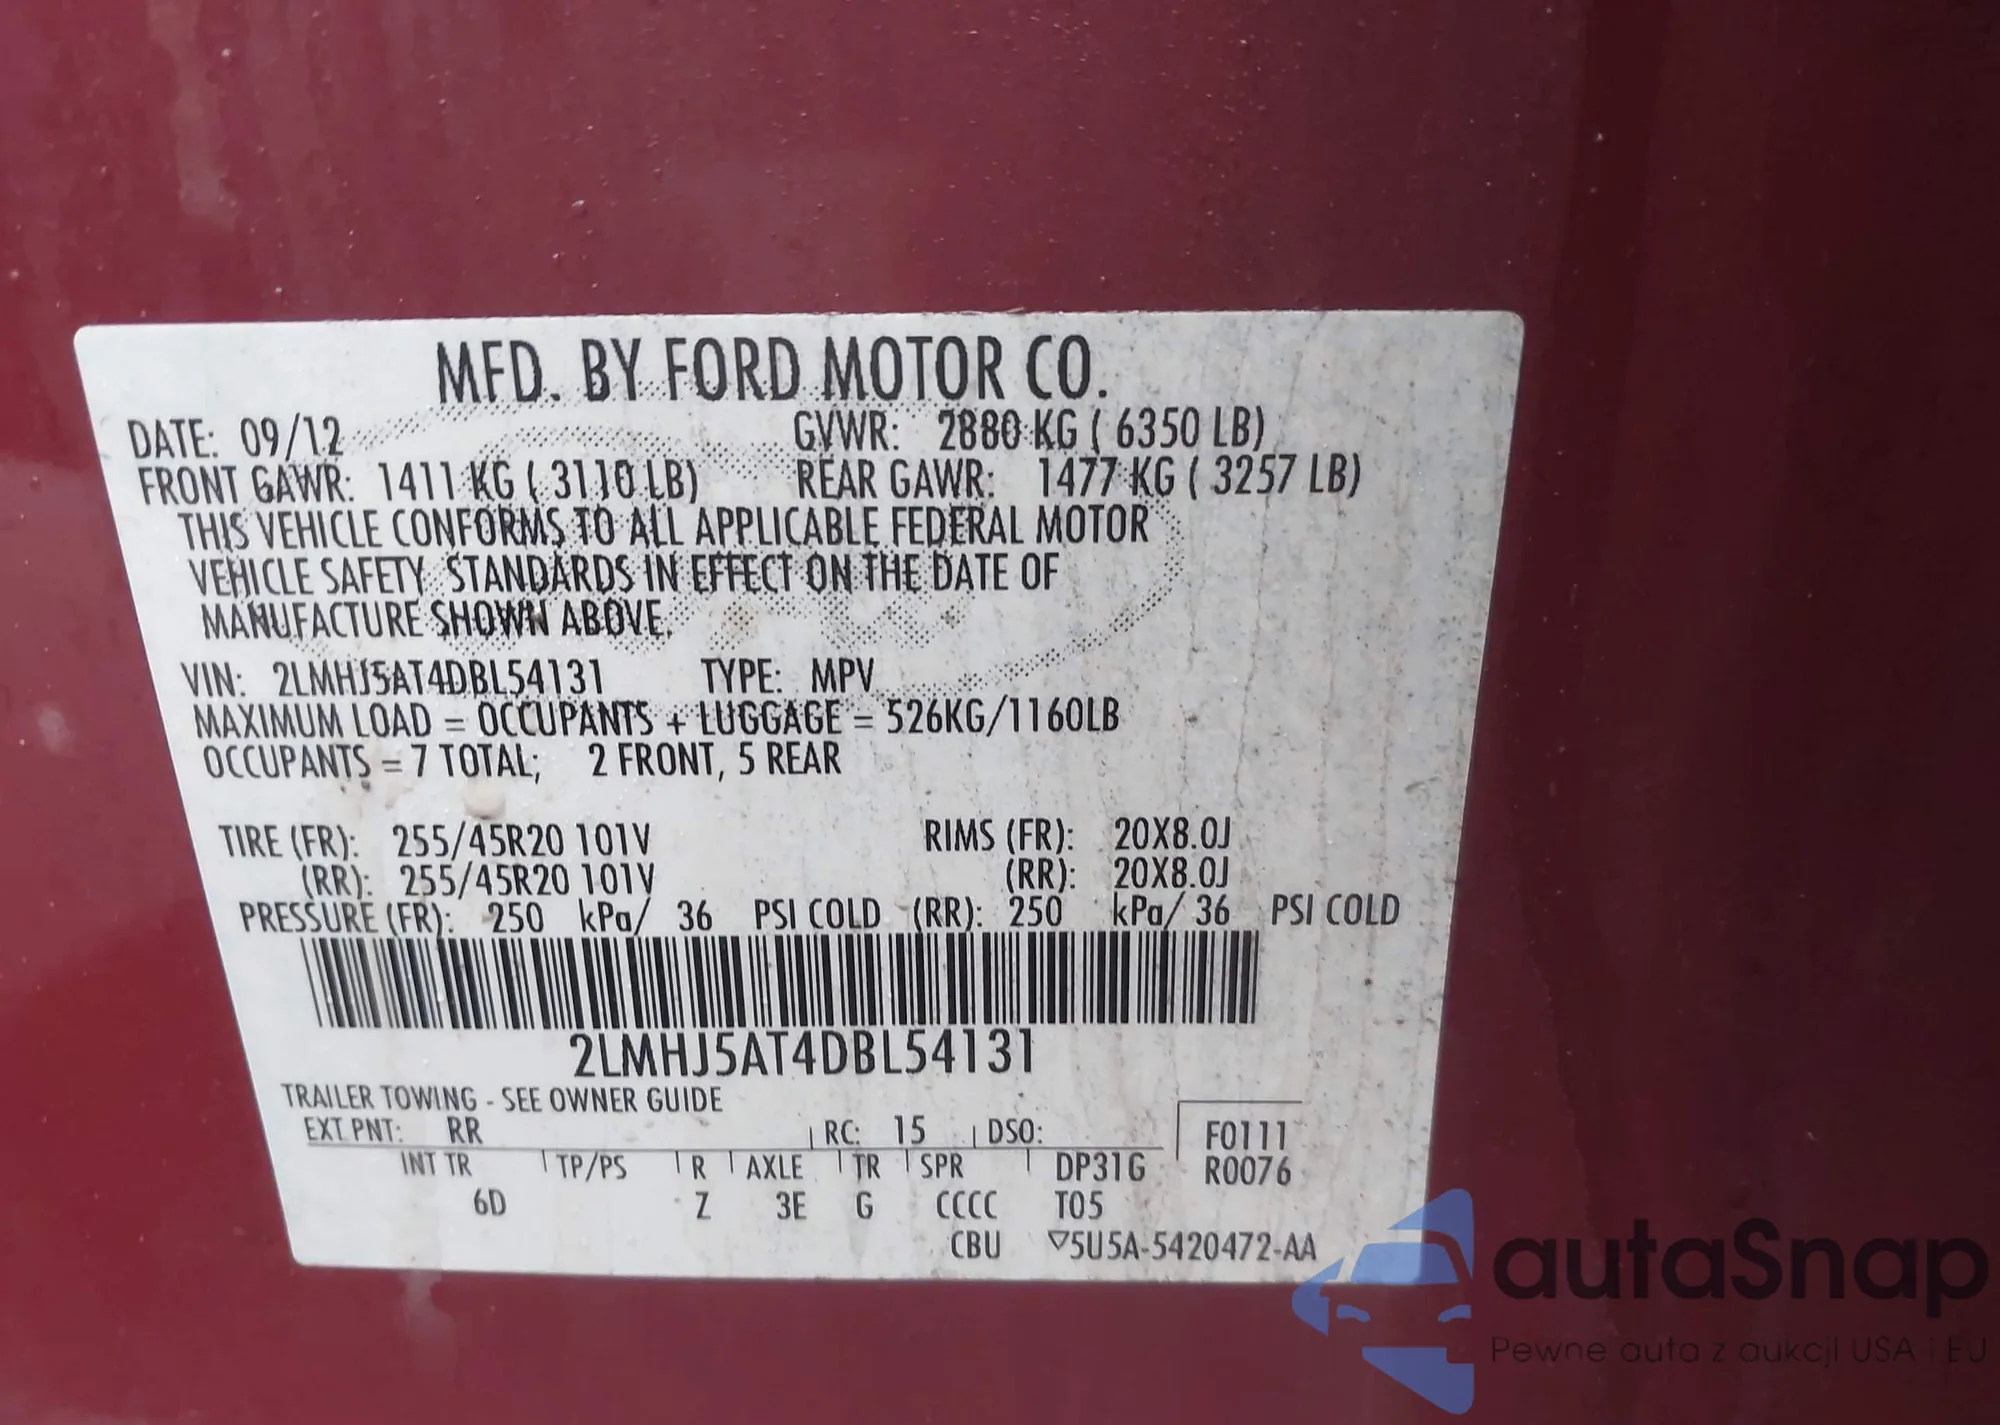 MFD. BY FORD MOTOR CO.
DATE: 09/12 GVWR: 2880 KG ( 6350 LB)
FRONT GAWR: 1411 KG ( 3110 LB) REAR GAWR: 1477 KG ( 3257 LB)
THIS VEHICLE CONFORMS TO ALL APPLICABLE FEDERAL MOTOR
VEHICLE SAFETY STANDARDS IN EFFECT ON THE DATE OF
MANUFACTURE SHOWN ABOVE.
VIN: 2LMHJ5AT4DBL54131 TYPE: MPV
MAXIMUM LOAD = OCCUPANTS + LUGGAGE = 526KG/1160LB
OCCUPANTS = 7 TOTAL; 2 FRONT, 5 REAR
TIRE (FR): 255/45R20 101V RIMS (FR): 20X8.0J
(RR): 255/45R20 101V (RR): 20X8.0J
PRESSURE (FR): 250 kPa/ 36 PSI COLD (RR): 250 kPa/ 36 PSI COLD
2LMHJ5AT4DBL54131
TRAILER TOWING - SEE OWNER GUIDE
EXT PNT: RR RC: 15 DSO: F0111
INT TR TP/PS R AXLE TR SPR DP31G R0076
6D Z 3E G CCCC T05
CBU ▽5U5A-5420472-AA
autaSnap
Pewne auta z aukcji USA i EU